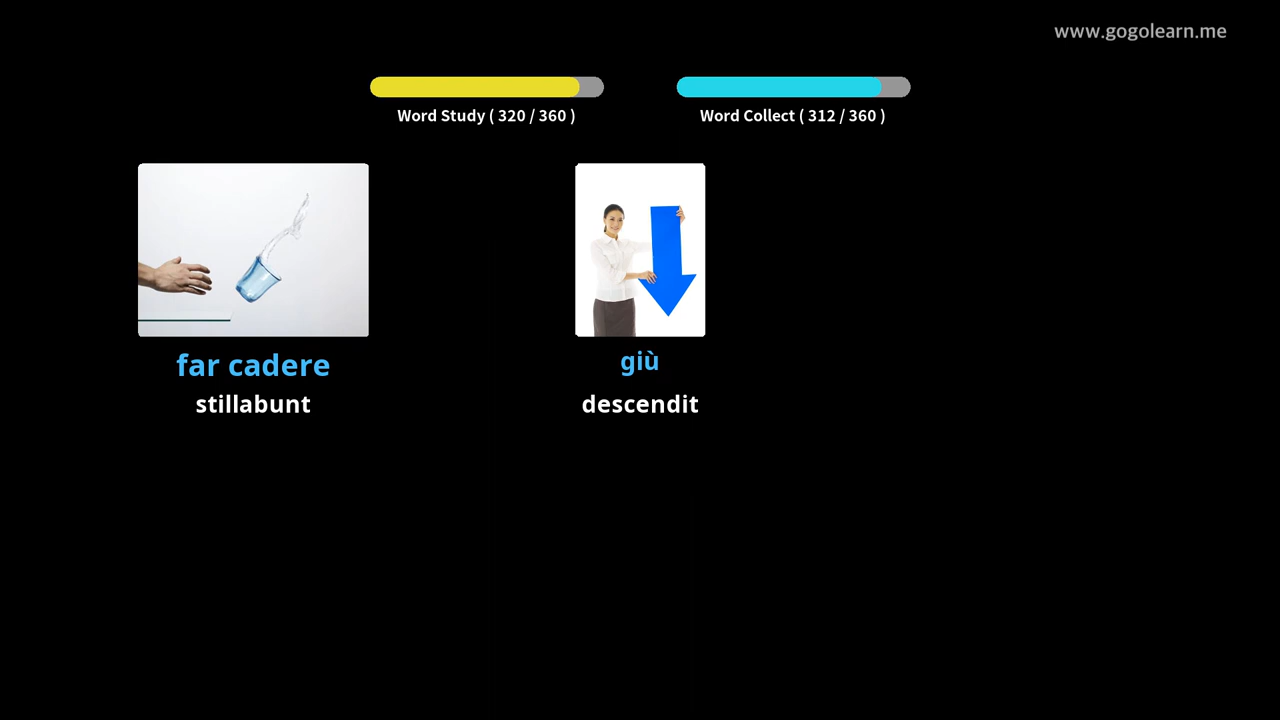 www.gogolearn.me
Word Study ( 320 / 360 )
Word Collect ( 312 / 360 )
far cadere
giù
stillabunt
descendit